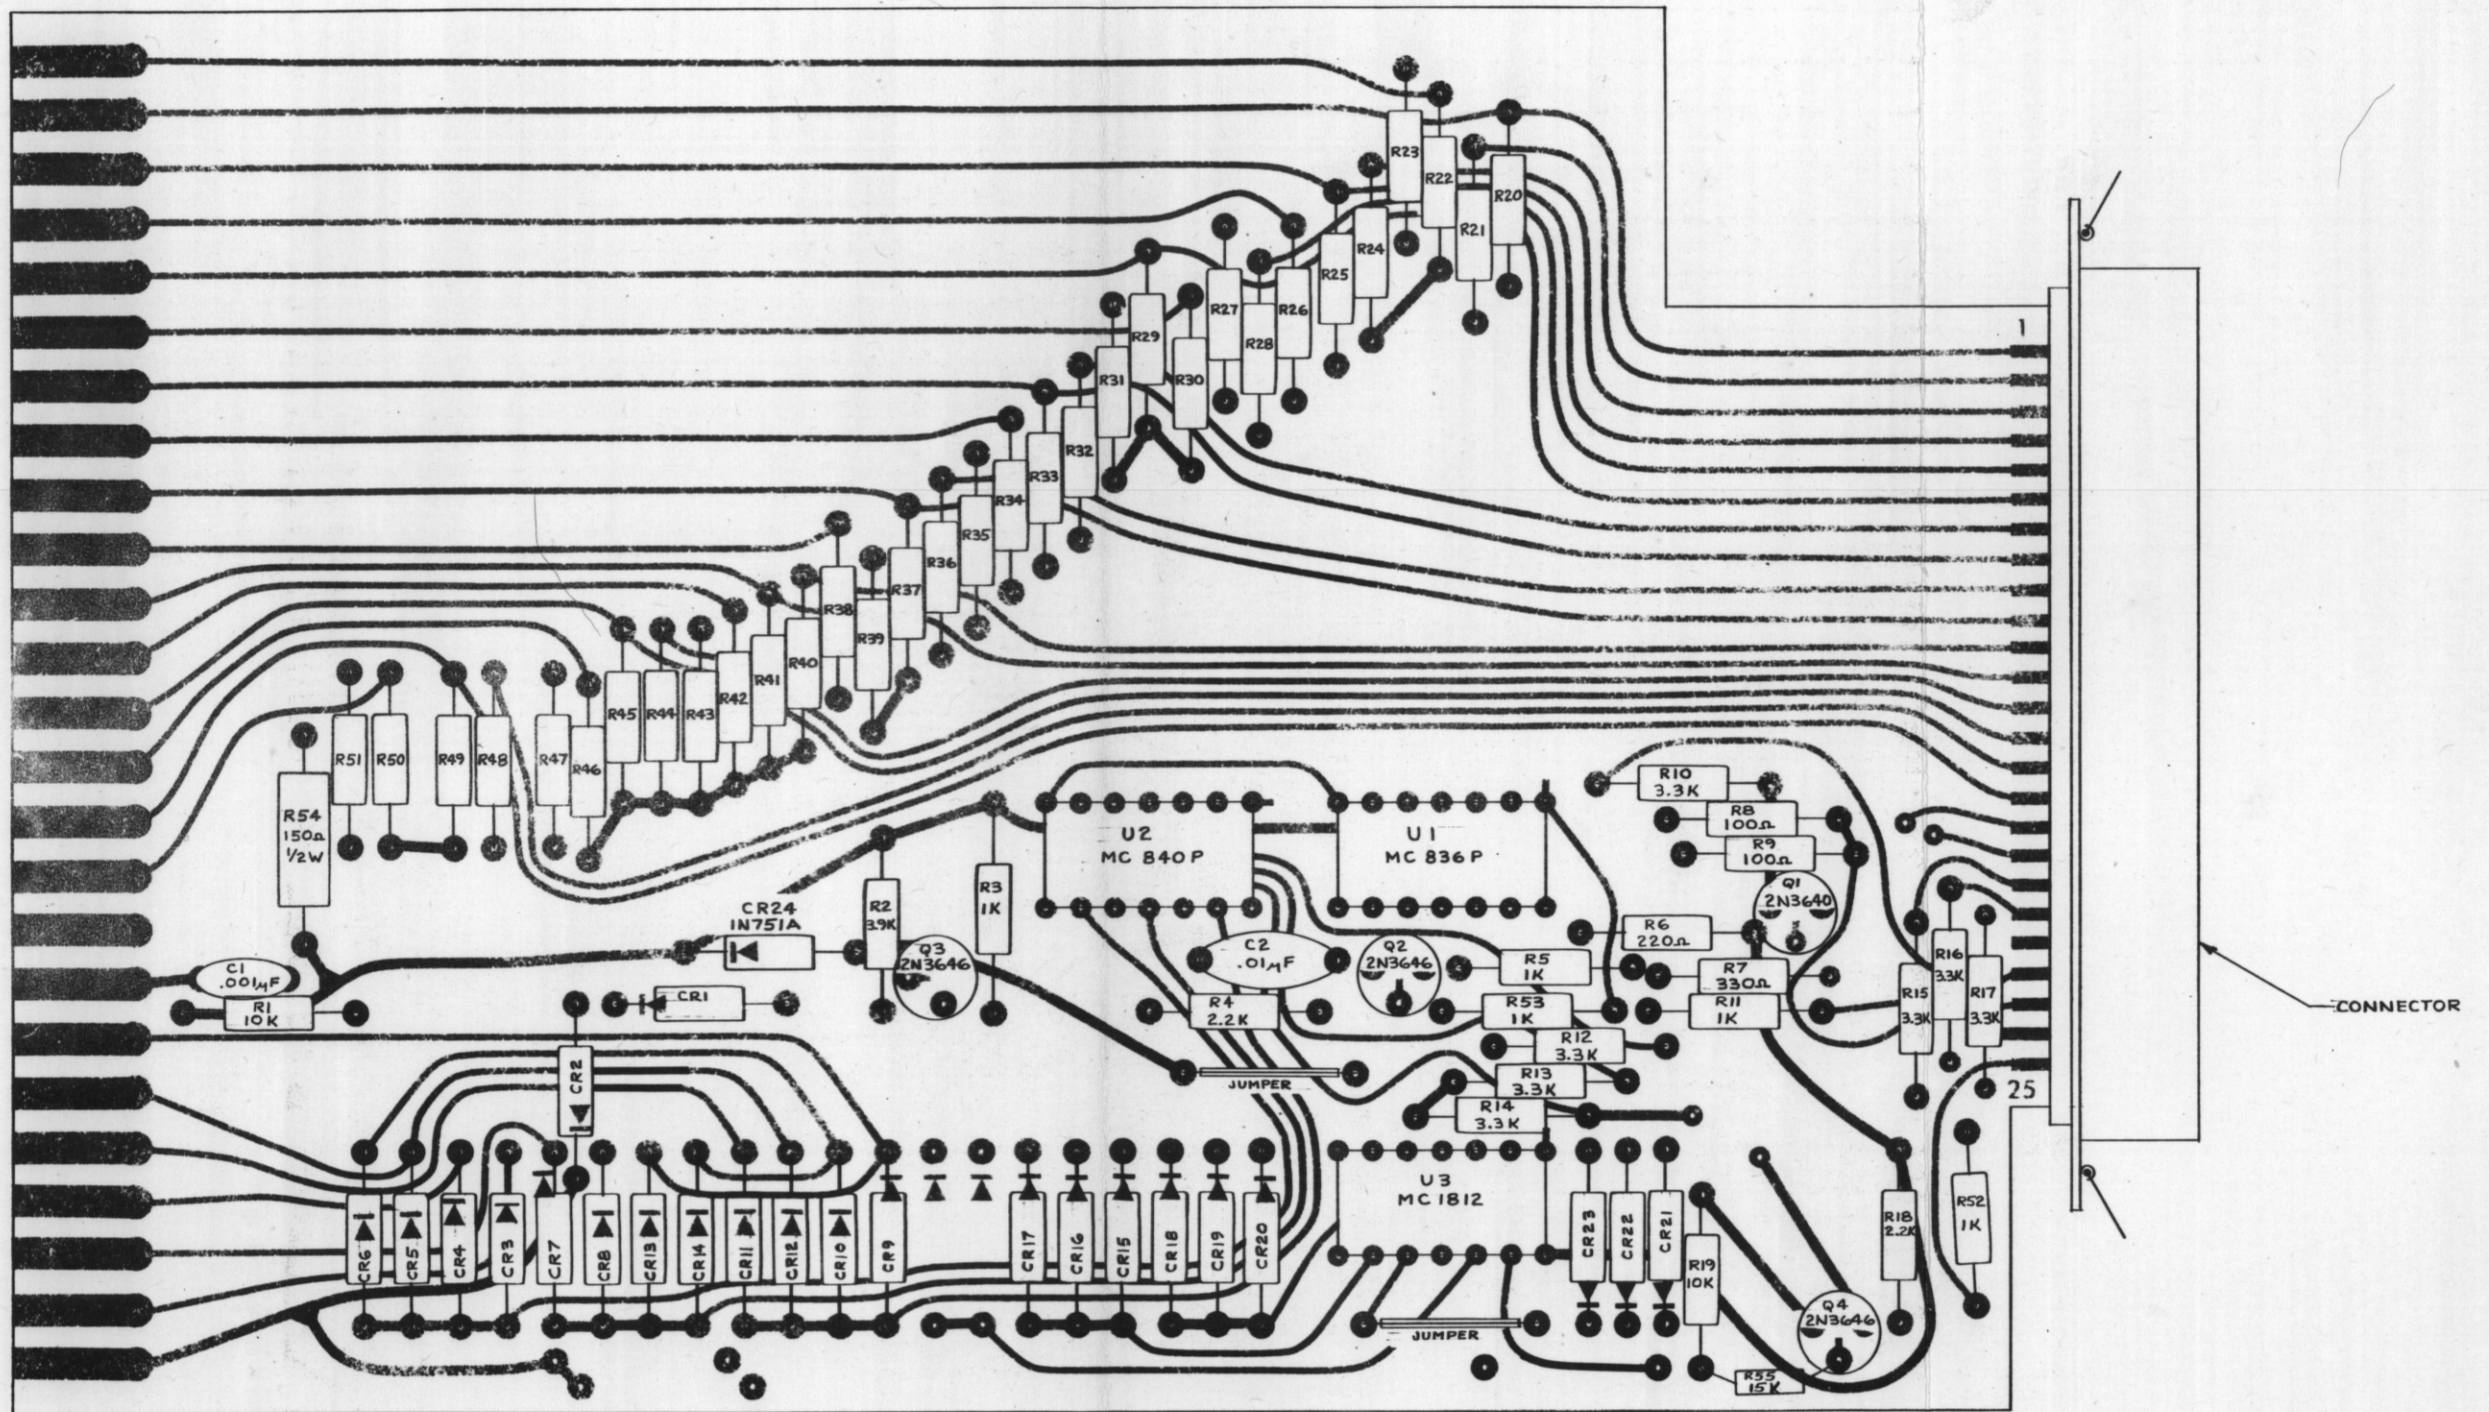 R23
R22
R20
R21
R24
R25
R27
R26
R28
R29
R31
R30
1
R32
R33
R34
R35
R36
R37
R38
R39
R40
R41
R42
R45
R44
R43
R51
R50
R49
R48
R47
R46
R54
150Ω
1/2W
R10
3.3K
R8
100Ω
R9
100Ω
U2
MC 840P
U1
MC 836P
Q1
2N3640
R3
1K
R2
3.9K
CR24
1N751A
R6
220Ω
Q3
2N3646
C2
.01μF
Q2
2N3646
R5
1K
R7
330Ω
R16
3.3K
C1
.001μF
R1
10K
CR1
R4
2.2K
R53
1K
R11
1K
R15
3.3K
R17
3.3K
CONNECTOR
R12
3.3K
R13
3.3K
R14
3.3K
JUMPER
CR2
25
U3
MC1812
CR6
CR5
CR4
CR3
CR7
CR8
CR13
CR14
CR11
CR12
CR10
CR9
CR17
CR16
CR15
CR18
CR19
CR20
CR23
CR22
CR21
R18
2.2K
R52
1K
R19
10K
Q4
2N3646
JUMPER
R55
15K